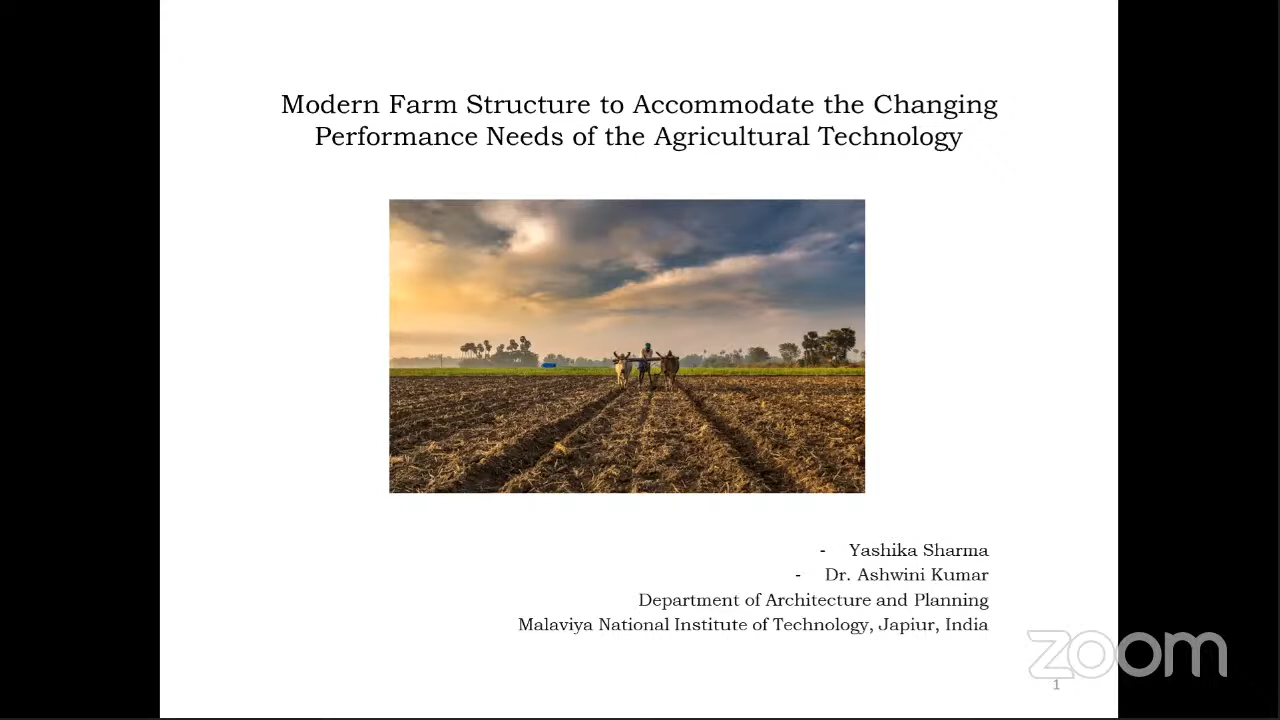 Modern Farm Structure to Accommodate the Changing
Performance Needs of the Agricultural Technology
- Yashika Sharma
- Dr. Ashwini Kumar
Department of Architecture and Planning
Malaviya National Institute of Technology, Japiur, India
zoom
1